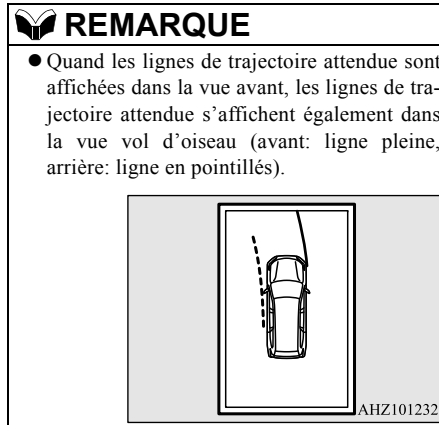 REMARQUE
● Quand les lignes de trajectoire attendue sont
affichées dans la vue avant, les lignes de tra-
jectoire attendue s’affichent également dans
la vue vol d’oiseau (avant: ligne pleine,
arrière: ligne en pointillés).
AHZ101232